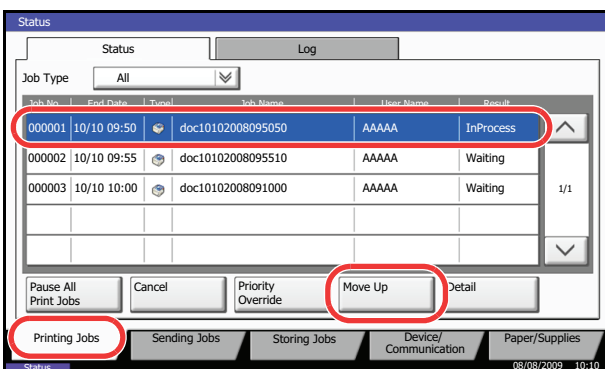 Status
Status Log
Job Type All
Job No. End Date Type Job Name User Name Result
000001 10/10 09:50 doc10102008095050 AAAAA InProcess
000002 10/10 09:55 doc10102008095510 AAAAA Waiting
000003 10/10 10:00 doc10102008091000 AAAAA Waiting
1/1
Pause All
Print Jobs
Cancel
Priority
Override
Move Up
Detail
Printing Jobs
Sending Jobs
Storing Jobs
Device/
Communication
Paper/Supplies
Status 08/08/2009 10:10